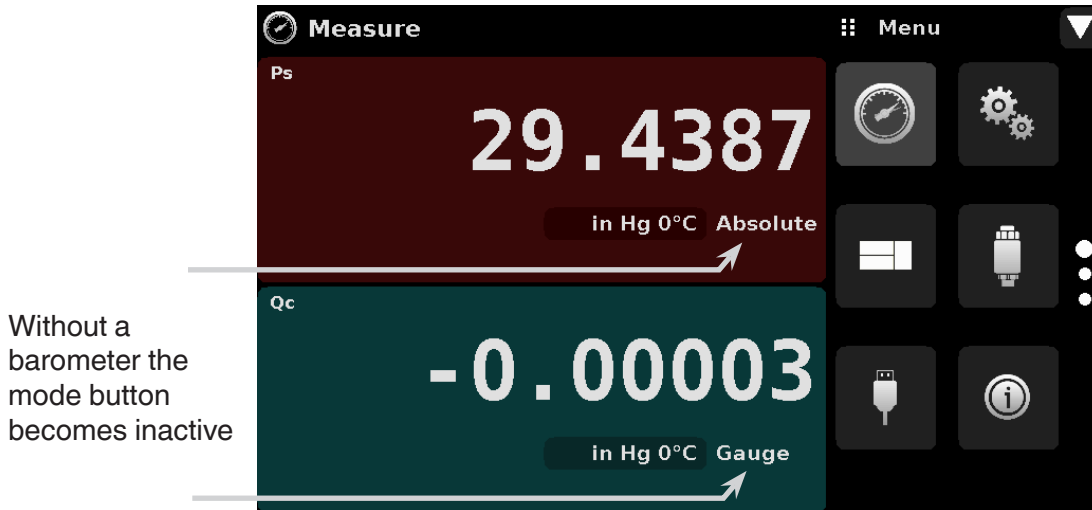 Measure
Menu
Ps
29.4387
in Hg 0°C Absolute
Qc
-0.00003
in Hg 0°C Gauge
Without a
barometer the
mode button
becomes inactive